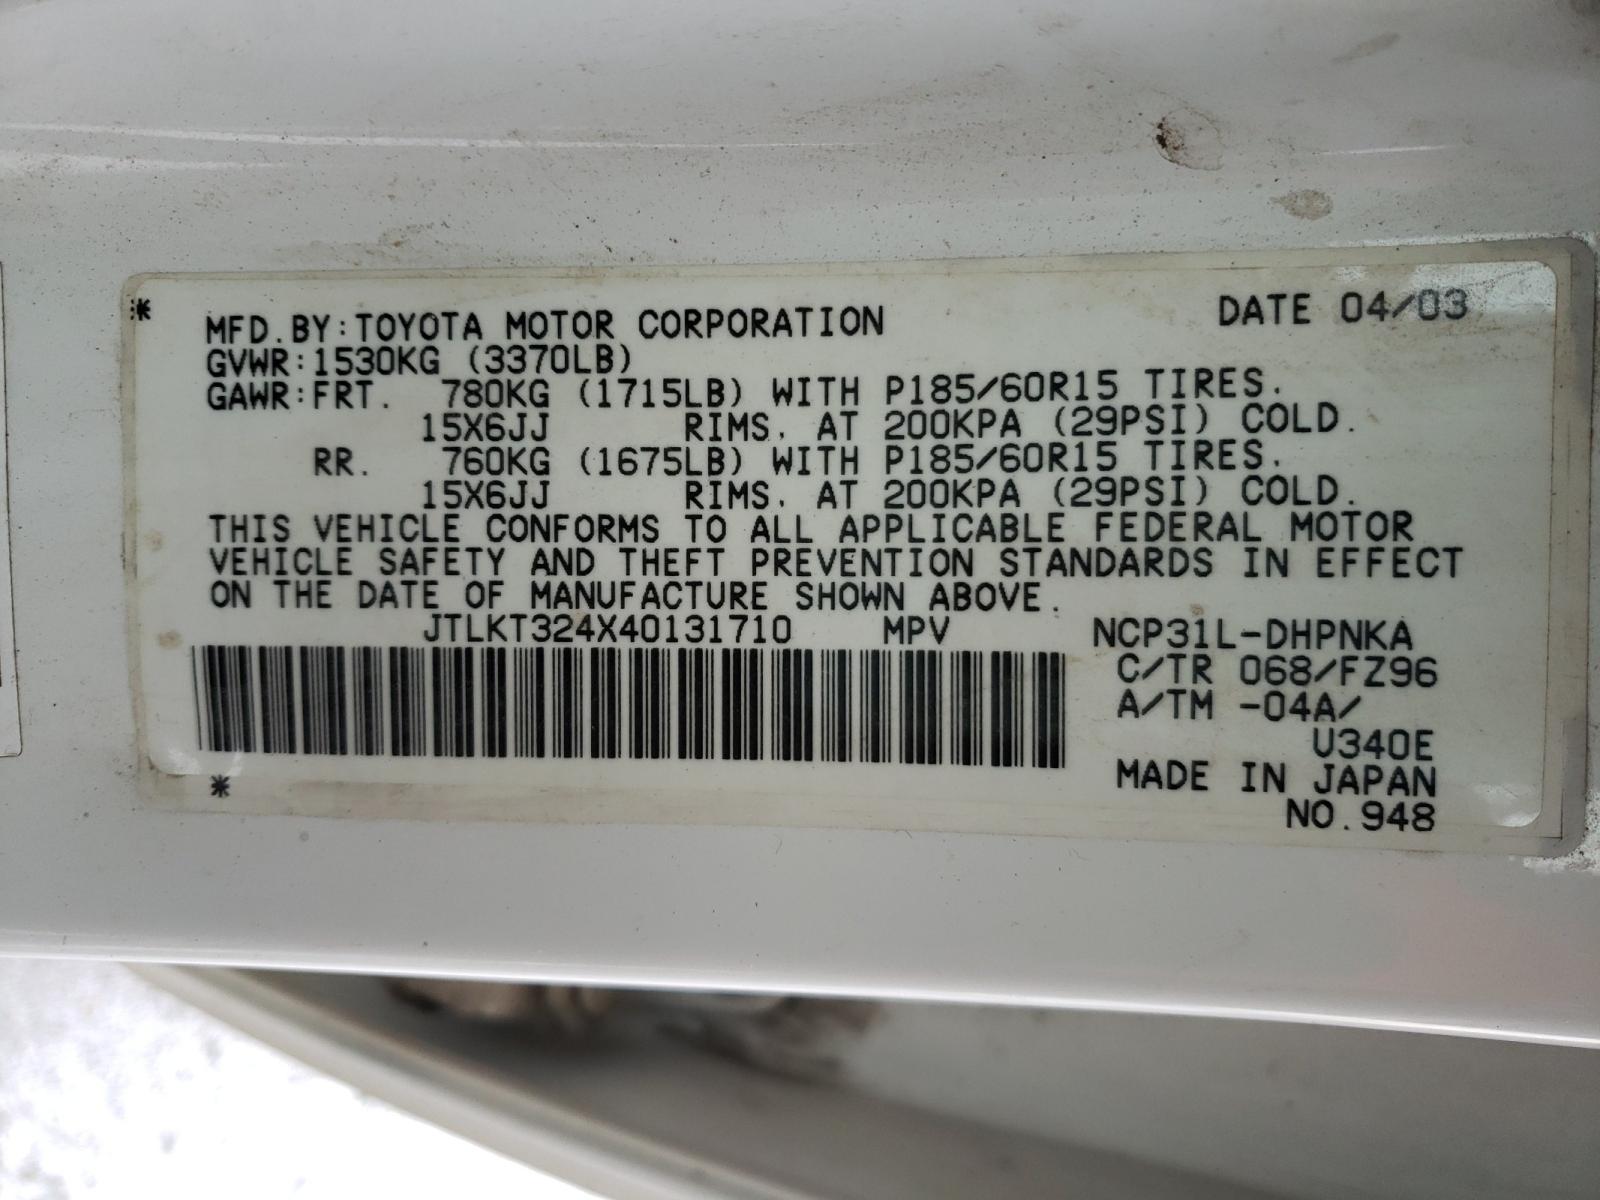 DATE 04/03
MFD.BY:TOYOTA MOTOR CORPORATION
GVWR:1530KG (3370LB)
GAWR:FRT. 780KG (1715LB) WITH P185/60R15 TIRES.
15X6JJ RIMS. AT 200KPA (29PSI) COLD.
RR. 760KG (1675LB) WITH P185/60R15 TIRES.
15X6JJ RIMS. AT 200KPA (29PSI) COLD.
THIS VEHICLE CONFORMS TO ALL APPLICABLE FEDERAL MOTOR
VEHICLE SAFETY AND THEFT PREVENTION STANDARDS IN EFFECT
ON THE DATE OF MANUFACTURE SHOWN ABOVE.
JTLKT324X40131710 MPV NCP31L-DHPNKA
C/TR 068/FZ96
A/TM -04A/
U340E
MADE IN JAPAN
NO.948